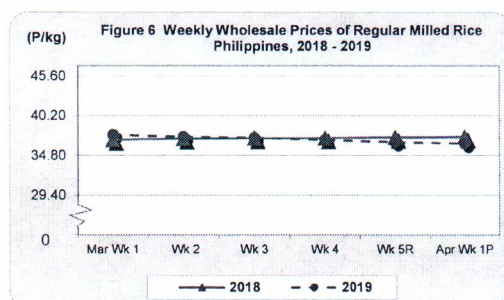 (P/kg)
Figure 6 Weekly Wholesale Prices of Regular Milled Rice
Philippines, 2018 - 2019
45.60
40.20
34.80
29.40
0
Mar Wk 1 Wk 2 Wk 3 Wk 4 Wk 5R Apr Wk 1P
2018 2019